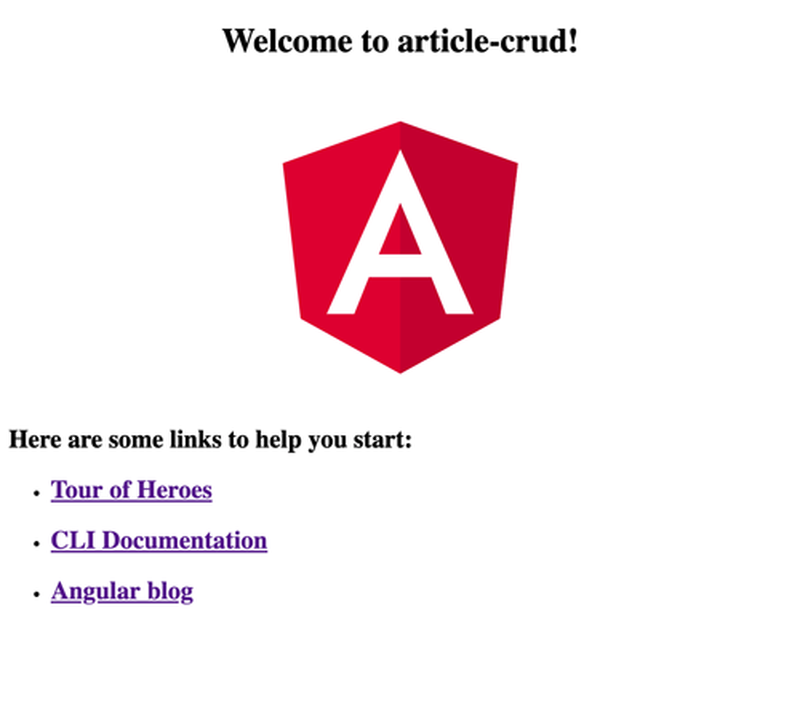 Welcome to article-crud!
A
Here are some links to help you start:
Tour of Heroes
CLI Documentation
Angular blog